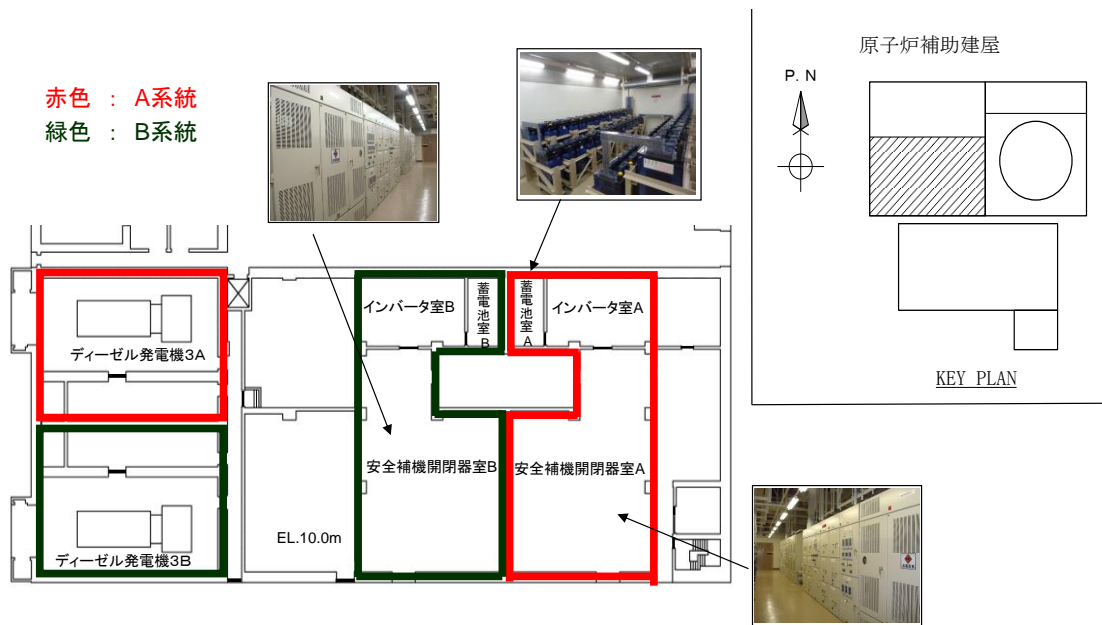 赤色 : A系統
緑色 : B系統
原子炉補助建屋
P. N
KEY PLAN
インバータ室B
蓄電池室B
蓄電池室A
インバータ室A
ディーゼル発電機3A
安全補機開閉器室B
安全補機開閉器室A
EL.10.0m
ディーゼル発電機3B